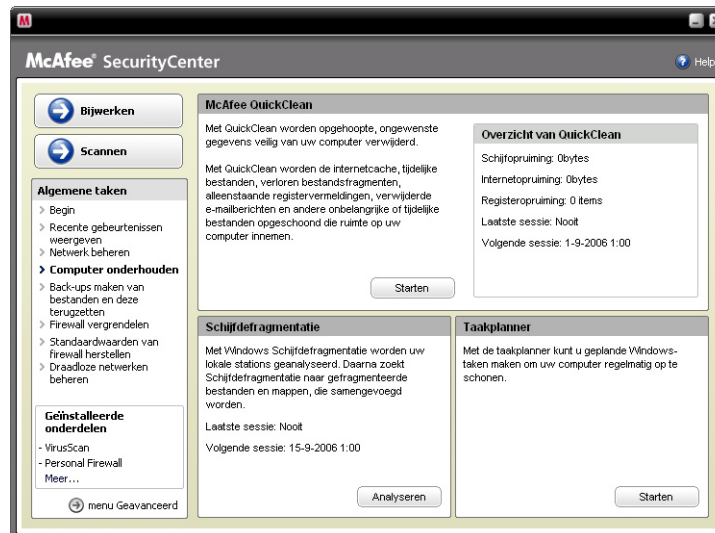 McAfee® SecurityCenter
Help
Bijwerken
Scannen
Algemene taken
Begin
Recente gebeurtenissen
weergeven
Netwerk beheren
Computer onderhouden
Back-ups maken van
bestanden en deze
terugzetten
Firewall vergrendelen
Standaardwaarden van
firewall herstellen
Draadloze netwerken
beheren
Geïnstalleerde
onderdelen
- VirusScan
- Personal Firewall
Meer...
menu Geavanceerd
McAfee QuickClean
Met QuickClean worden opgehoopte, ongewenste
gegevens veilig van uw computer verwijderd.
Met QuickClean worden de internetcache, tijdelijke
bestanden, verloren bestandsfragmenten,
alleenstaande registervermeldingen, verwijderde
e-mailberichten en andere onbelangrijke of tijdelijke
bestanden opgeschoond die ruimte op uw
computer innemen.
Starten
Overzicht van QuickClean
Schijfopruiming: 0bytes
Internetopruiming: 0bytes
Registeropruiming: 0 items
Laatste sessie: Nooit
Volgende sessie: 1-9-2006 1:00
Schijfdefragmentatie
Met Windows Schijfdefragmentatie worden uw
lokale stations geanalyseerd. Daarna zoekt
Schijfdefragmentatie naar gefragmenteerde
bestanden en mappen, die samengevoegd
worden.
Laatste sessie: Nooit
Volgende sessie: 15-9-2006 1:00
Analyseren
Taakplanner
Met de taakplanner kunt u geplande Windows-
taken maken om uw computer regelmatig op te
schonen.
Starten